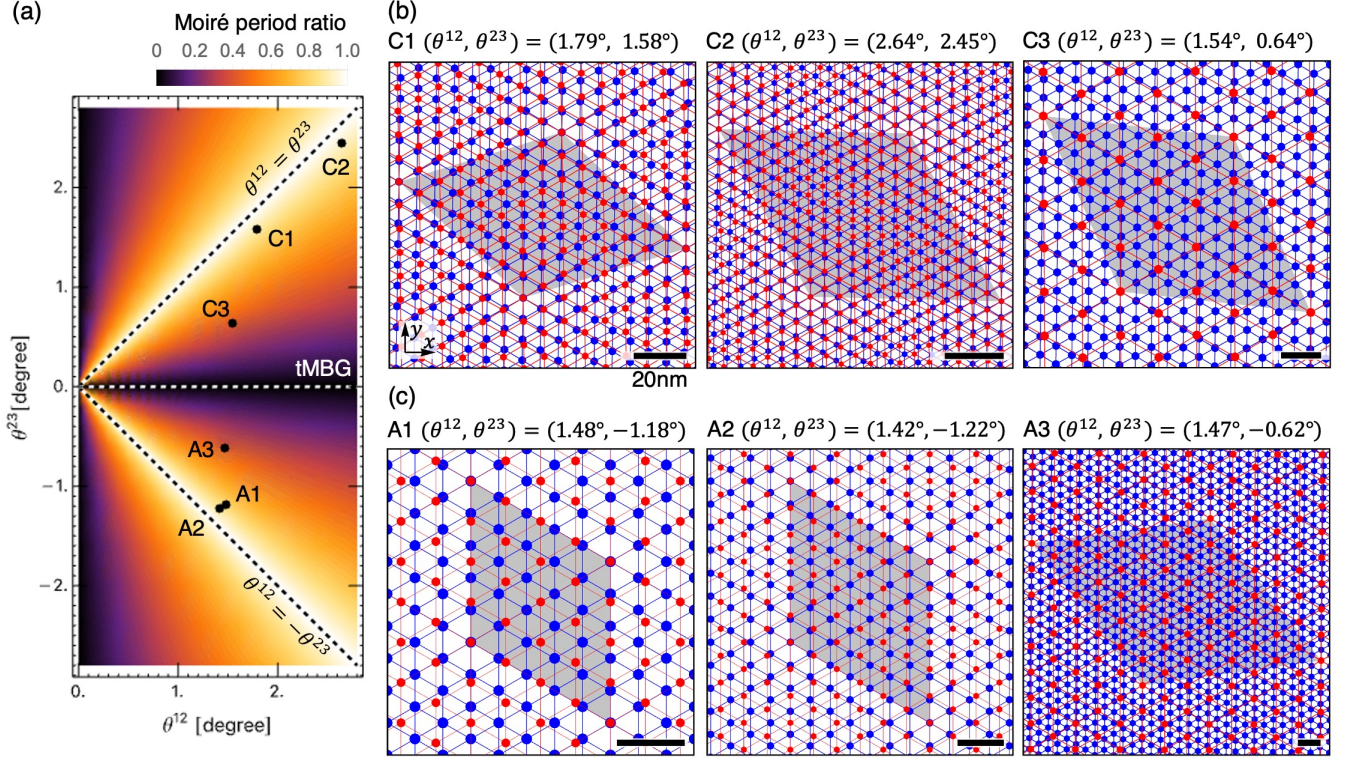 (a)
Moiré period ratio
0 0.2 0.4 0.6 0.8 1.0
θ²³ [degree]
2.
1.
0.
−1.
−2.
θ¹² = θ²³
C2
C1
C3
tMBG
A3
A1
A2
θ¹² = −θ²³
0. 1. 2.
θ¹² [degree]
(b)
C1 (θ¹², θ²³) = (1.79°, 1.58°)
C2 (θ¹², θ²³) = (2.64°, 2.45°)
C3 (θ¹², θ²³) = (1.54°, 0.64°)
y
x
20nm
(c)
A1 (θ¹², θ²³) = (1.48°, −1.18°)
A2 (θ¹², θ²³) = (1.42°, −1.22°)
A3 (θ¹², θ²³) = (1.47°, −0.62°)